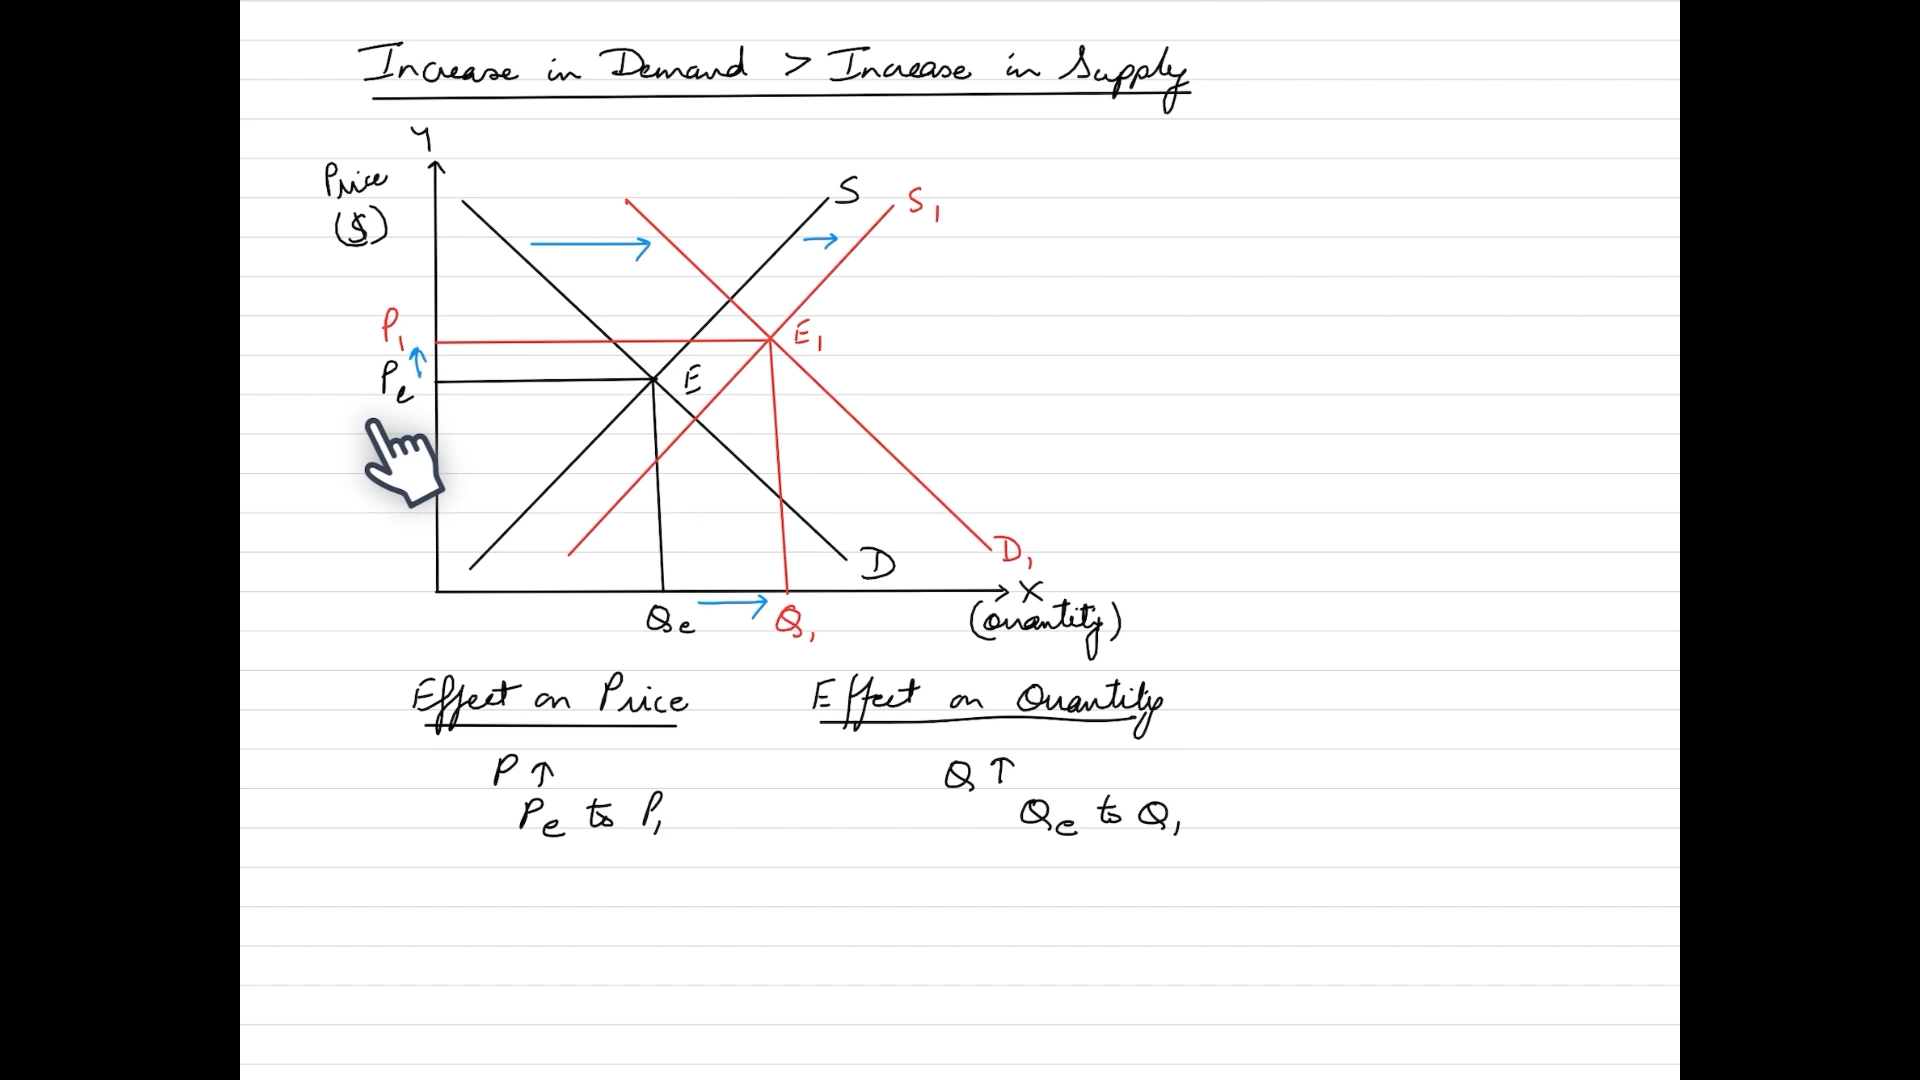 Increase in Demand > Increase in Supply
Y
Price
($)
S
S1
P1
E1
Pe
E
D1
D
X
Qe
Q1
(Quantity)
Effect on Price
Effect on Quantity
P ↑
Q ↑
Pe to P1
Qe to Q1